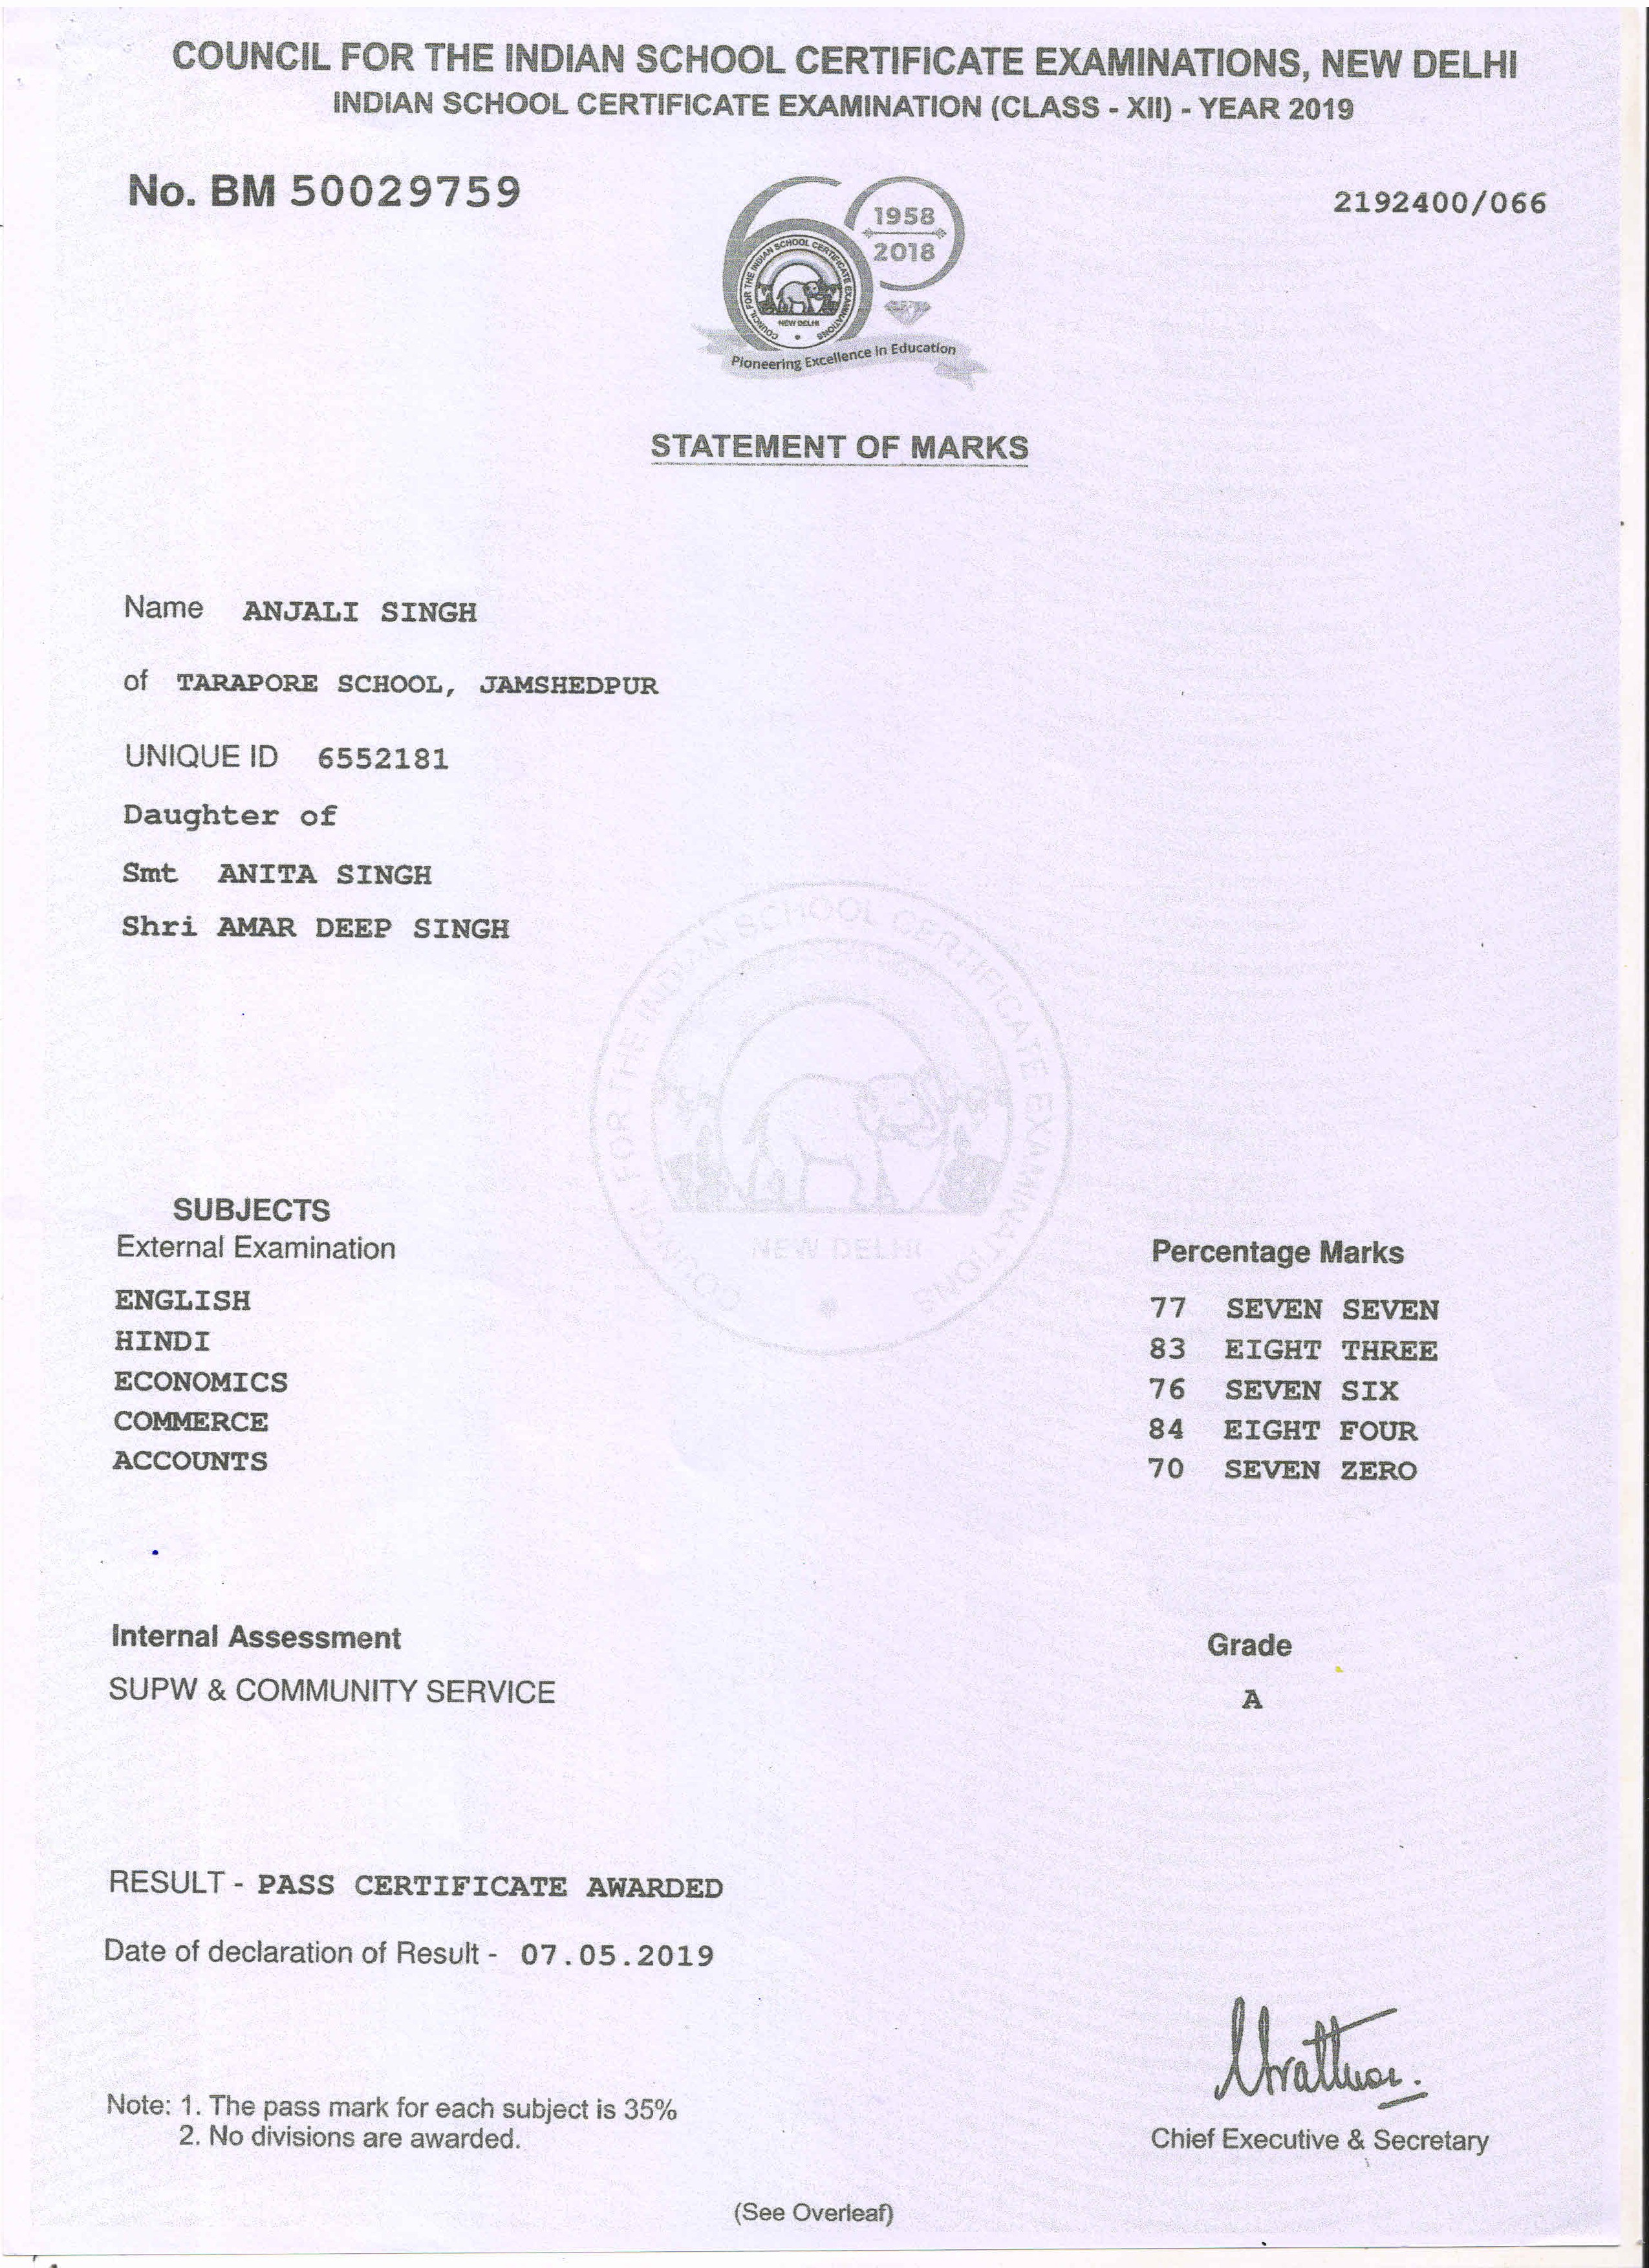 COUNCIL FOR THE INDIAN SCHOOL CERTIFICATE EXAMINATIONS, NEW DELHI
INDIAN SCHOOL CERTIFICATE EXAMINATION (CLASS - XII) - YEAR 2019
No. BM 50029759
2192400/066
1958
2018
COUNCIL FOR THE INDIAN SCHOOL CERTIFICATE EXAMINATIONS
NEW DELHI
Pioneering Excellence in Education
STATEMENT OF MARKS
Name ANJALI SINGH
of TARAPORE SCHOOL, JAMSHEDPUR
UNIQUE ID 6552181
Daughter of
Smt ANITA SINGH
Shri AMAR DEEP SINGH
COUNCIL FOR THE INDIAN SCHOOL CERTIFICATE EXAMINATIONS
NEW DELHI
SUBJECTS
External Examination Percentage Marks
ENGLISH 77 SEVEN SEVEN
HINDI 83 EIGHT THREE
ECONOMICS 76 SEVEN SIX
COMMERCE 84 EIGHT FOUR
ACCOUNTS 70 SEVEN ZERO
Internal Assessment Grade
SUPW & COMMUNITY SERVICE A
RESULT - PASS CERTIFICATE AWARDED
Date of declaration of Result - 07.05.2019
Note: 1. The pass mark for each subject is 35%
2. No divisions are awarded.
Chief Executive & Secretary
(See Overleaf)